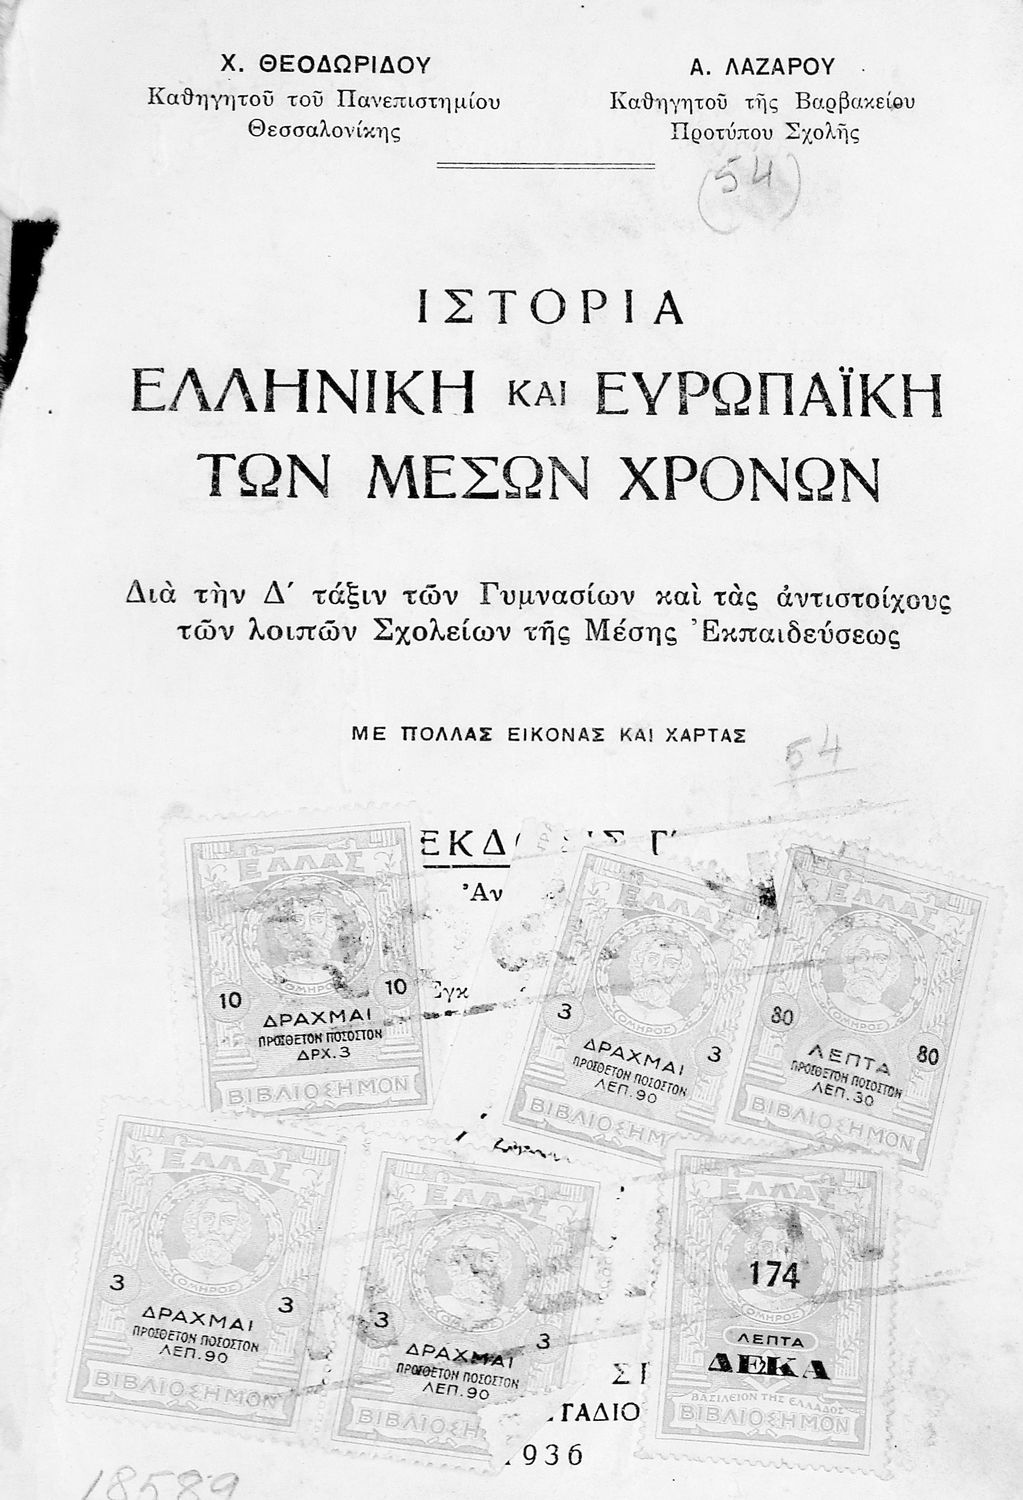 Χ. ΘΕΟΔΩΡΙΔΟΥ
Καθηγητοῦ τοῦ Πανεπιστημίου
Θεσσαλονίκης
Α. ΛΑΖΑΡΟΥ
Καθηγητοῦ τῆς Βαρβακείου
Προτύπου Σχολῆς
(54)
ΙΣΤΟΡΙΑ
ΕΛΛΗΝΙΚΗ ΚΑΙ ΕΥΡΩΠΑΪΚΗ
ΤΩΝ ΜΕΣΩΝ ΧΡΟΝΩΝ
Διὰ τὴν Δ′ τάξιν τῶν Γυμνασίων καὶ τὰς ἀντιστοίχους
τῶν λοιπῶν Σχολείων τῆς Μέσης Ἐκπαιδεύσεως
ΜΕ ΠΟΛΛΑΣ ΕΙΚΟΝΑΣ ΚΑΙ ΧΑΡΤΑΣ
54
ΕΛΛΑΣ
ΟΜΗΡΟΣ
10 10
ΔΡΑΧΜΑΙ
ΠΡΟΣΘΕΤΟΝ ΠΟΣΟΣΤΟΝ
ΔΡΧ. 3
ΒΙΒΛΙΟΣΗΜΟΝ
ΕΛΛΑΣ
ΟΜΗΡΟΣ
3 3
ΔΡΑΧΜΑΙ
ΠΡΟΣΘΕΤΟΝ ΠΟΣΟΣΤΟΝ
ΛΕΠ. 90
ΕΛΛΑΣ
ΟΜΗΡΟΣ
80 80
ΛΕΠΤΑ
ΠΡΟΣΘΕΤΟΝ ΠΟΣΟΣΤΟΝ
ΛΕΠ. 30
ΒΙΒΛΙΟΣΗΜΟΝ
ΕΛΛΑΣ
ΟΜΗΡΟΣ
3 3
ΔΡΑΧΜΑΙ
ΠΡΟΣΘΕΤΟΝ ΠΟΣΟΣΤΟΝ
ΛΕΠ. 90
ΒΙΒΛΙΟΣΗΜΟΝ
ΕΛΛΑΣ
ΟΜΗΡΟΣ
3 3
ΔΡΑΧΜΑΙ
ΠΡΟΣΘΕΤΟΝ ΠΟΣΟΣΤΟΝ
ΛΕΠ. 90
ΕΛΛΑΣ
174
ΟΜΗΡΟΣ
ΛΕΠΤΑ
ΔΕΚΑ
ΒΑΣΙΛΕΙΟΝ ΤΗΣ ΕΛΛΑΔΟΣ
ΒΙΒΛΙΟΣΗΜΟΝ
936
18589